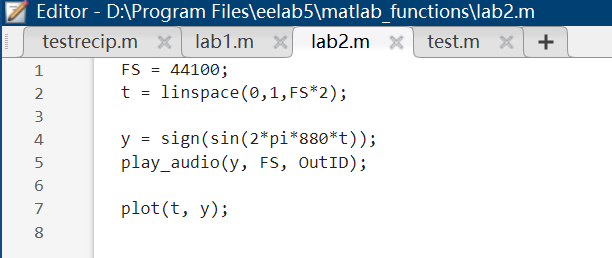 Editor - D:\Program Files\eelab5\matlab_functions\lab2.m
testrecip.m lab1.m lab2.m test.m
1 FS = 44100;
2 t = linspace(0,1,FS*2);
3
4 y = sign(sin(2*pi*880*t));
5 play_audio(y, FS, OutID);
6
7 plot(t, y);
8